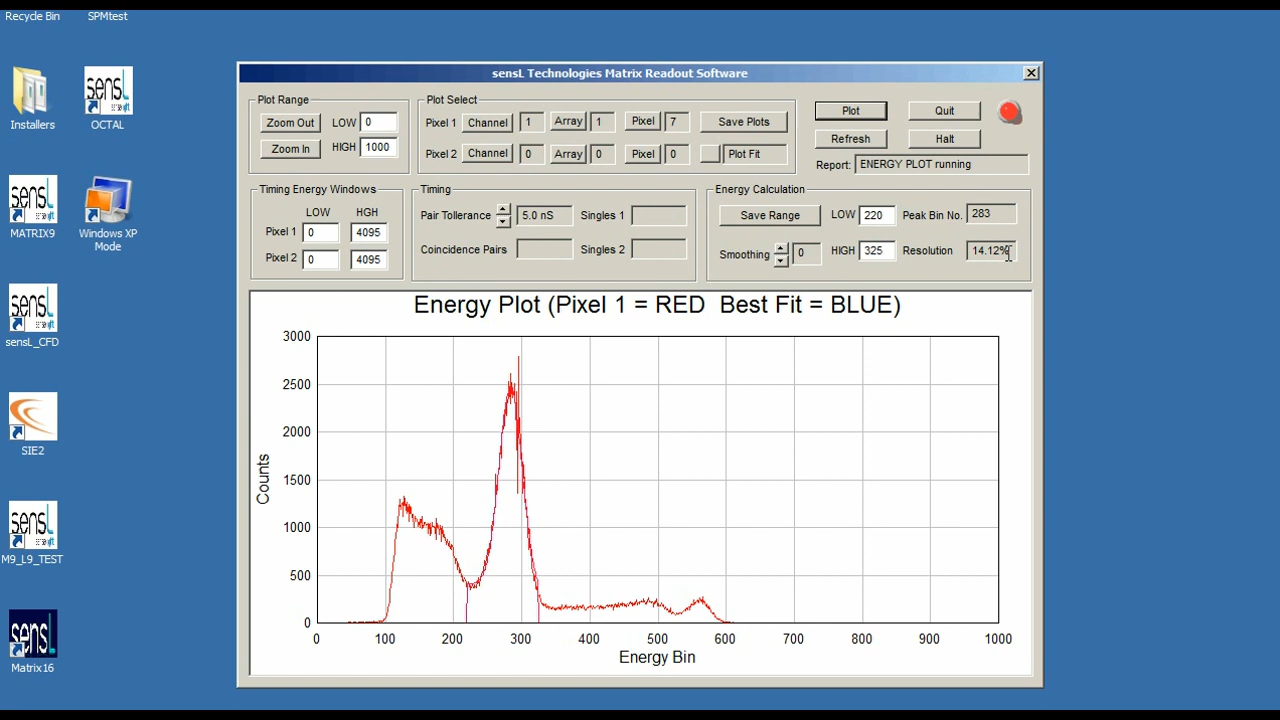 Recycle Bin
SPMtest
Installers
sensL
OCTAL
sensL
MATRIX9
Windows XP
Mode
sensL
sensL_CFD
SIE2
sensL
M9_L9_TEST
sensL
Matrix16
sensL Technologies Matrix Readout Software
Plot Range
Zoom Out LOW 0
Zoom In HIGH 1000
Plot Select
Pixel 1 Channel 1 Array 1 Pixel 7 Save Plots
Pixel 2 Channel 0 Array 0 Pixel 0 Plot Fit
Plot Quit
Refresh Halt
Report: ENERGY PLOT running
Timing Energy Windows
LOW HGH
Pixel 1 0 4095
Pixel 2 0 4095
Timing
Pair Tollerance 5.0 nS Singles 1
Coincidence Pairs Singles 2
Energy Calculation
Save Range LOW 220 Peak Bin No. 283
Smoothing 0 HIGH 325 Resolution 14.12%
Energy Plot (Pixel 1 = RED Best Fit = BLUE)
3000
2500
2000
1500
1000
500
0
Counts
0 100 200 300 400 500 600 700 800 900 1000
Energy Bin